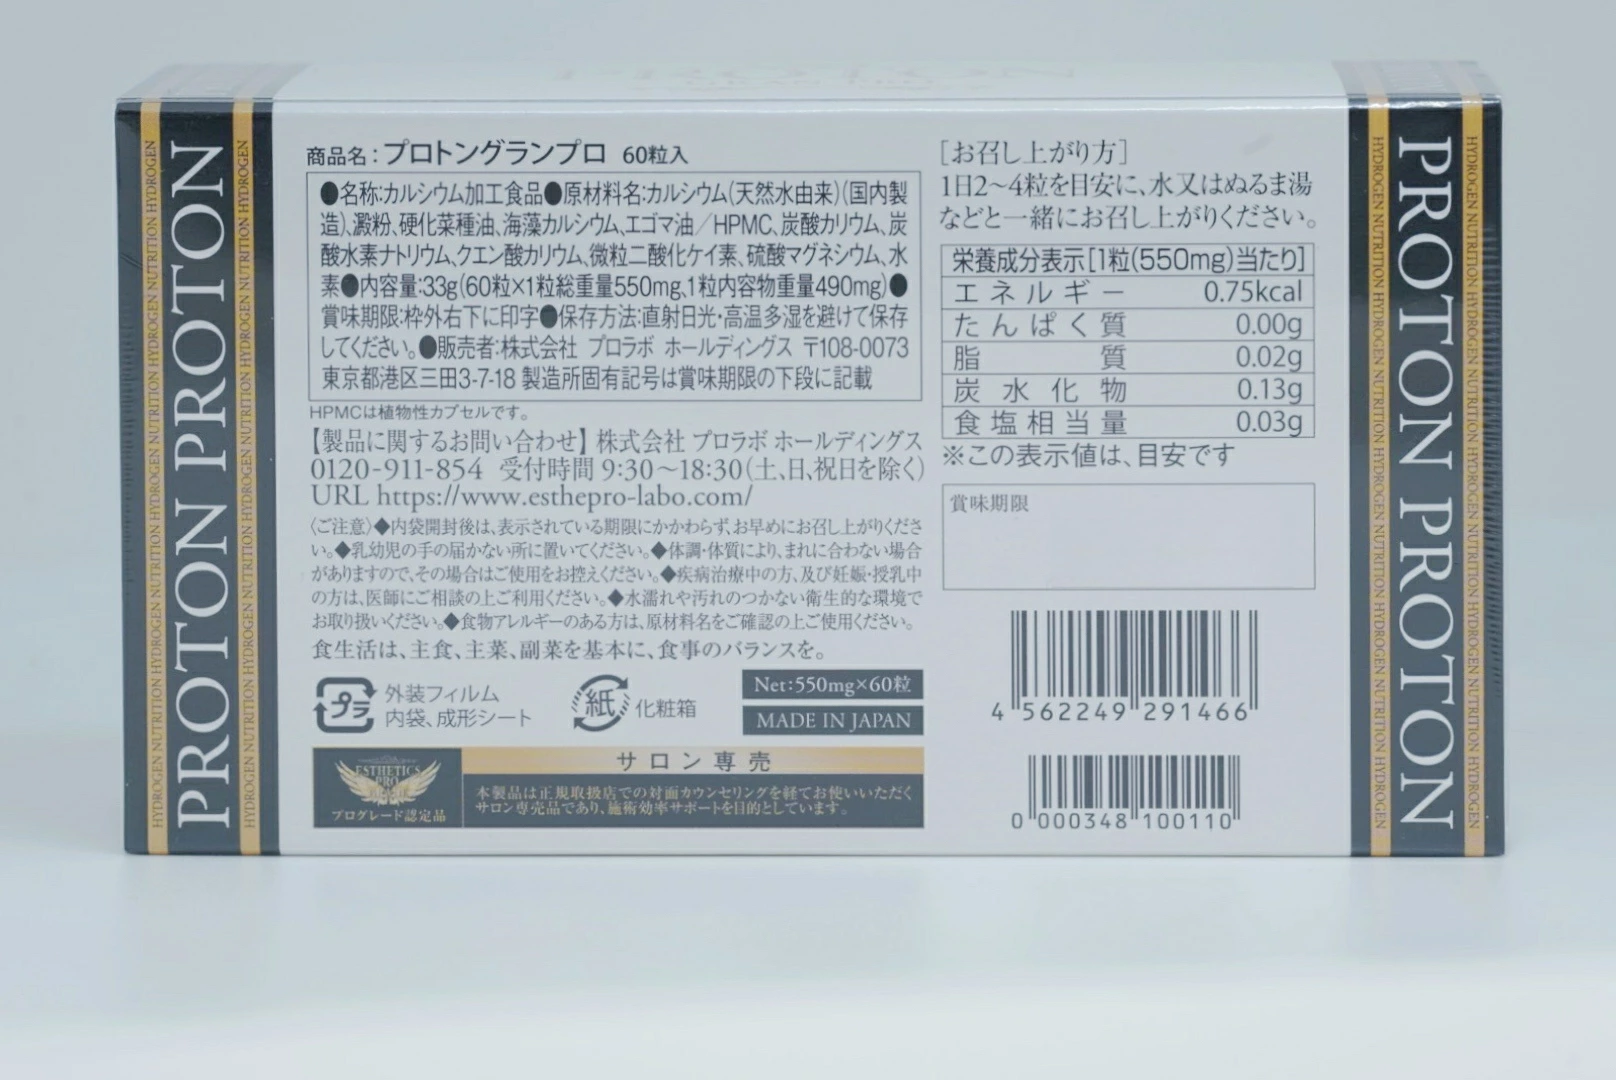 PROTON PROTON
HYDROGEN NUTRITION HYDROGEN NUTRITION HYDROGEN NUTRITION HYDROGEN NUTRITION HYDROGEN
HYDROGEN NUTRITION HYDROGEN NUTRITION HYDROGEN NUTRITION HYDROGEN NUTRITION HYDROGEN
商品名：プロトングランプロ 60粒入
●名称:カルシウム加工食品●原材料名:カルシウム(天然水由来)(国内製
造)、澱粉、硬化菜種油、海藻カルシウム、エゴマ油／HPMC、炭酸カリウム、炭
酸水素ナトリウム、クエン酸カリウム、微粒二酸化ケイ素、硫酸マグネシウム、水
素●内容量:33g(60粒×1粒総重量550mg、1粒内容物重量490mg)●
賞味期限:枠外右下に印字●保存方法:直射日光・高温多湿を避けて保存
してください。●販売者:株式会社 プロラボ ホールディングス 〒108-0073
東京都港区三田3-7-18 製造所固有記号は賞味期限の下段に記載
HPMCは植物性カプセルです。
【製品に関するお問い合わせ】株式会社 プロラボ ホールディングス
0120-911-854 受付時間 9:30～18:30(土、日、祝日を除く)
URL https://www.esthepro-labo.com/
〈ご注意〉◆内袋開封後は、表示されている期限にかかわらず、お早めにお召し上がりくださ
い。◆乳幼児の手の届かない所に置いてください。◆体調・体質により、まれに合わない場合
がありますので、その場合はご使用をお控えください。◆疾病治療中の方、及び妊娠・授乳中
の方は、医師にご相談の上ご利用ください。◆水濡れや汚れのつかない衛生的な環境で
お取り扱いください。◆食物アレルギーのある方は、原材料名をご確認の上ご使用ください。
食生活は、主食、主菜、副菜を基本に、食事のバランスを。
プラ 外装フィルム
内袋、成形シート
紙 化粧箱
Net:550mg×60粒
MADE IN JAPAN
ESTHETICS
PRO
プログレード認定品
サロン専売
本製品は正規取扱店での対面カウンセリングを経てお使いいただく
サロン専売品であり、施術効率サポートを目的としています。
［お召し上がり方］
1日2～4粒を目安に、水又はぬるま湯
などと一緒にお召し上がりください。
栄養成分表示[1粒(550mg)当たり]
エネルギー 0.75kcal
たんぱく質 0.00g
脂質 0.02g
炭水化物 0.13g
食塩相当量 0.03g
※この表示値は、目安です
賞味期限
4 562249 291466
0 000348 100110
HYDROGEN NUTRITION HYDROGEN NUTRITION HYDROGEN NUTRITION HYDROGEN NUTRITION HYDROGEN
PROTON PROTON
HYDROGEN NUTRITION HYDROGEN NUTRITION HYDROGEN NUTRITION HYDROGEN NUTRITION HYDROGEN